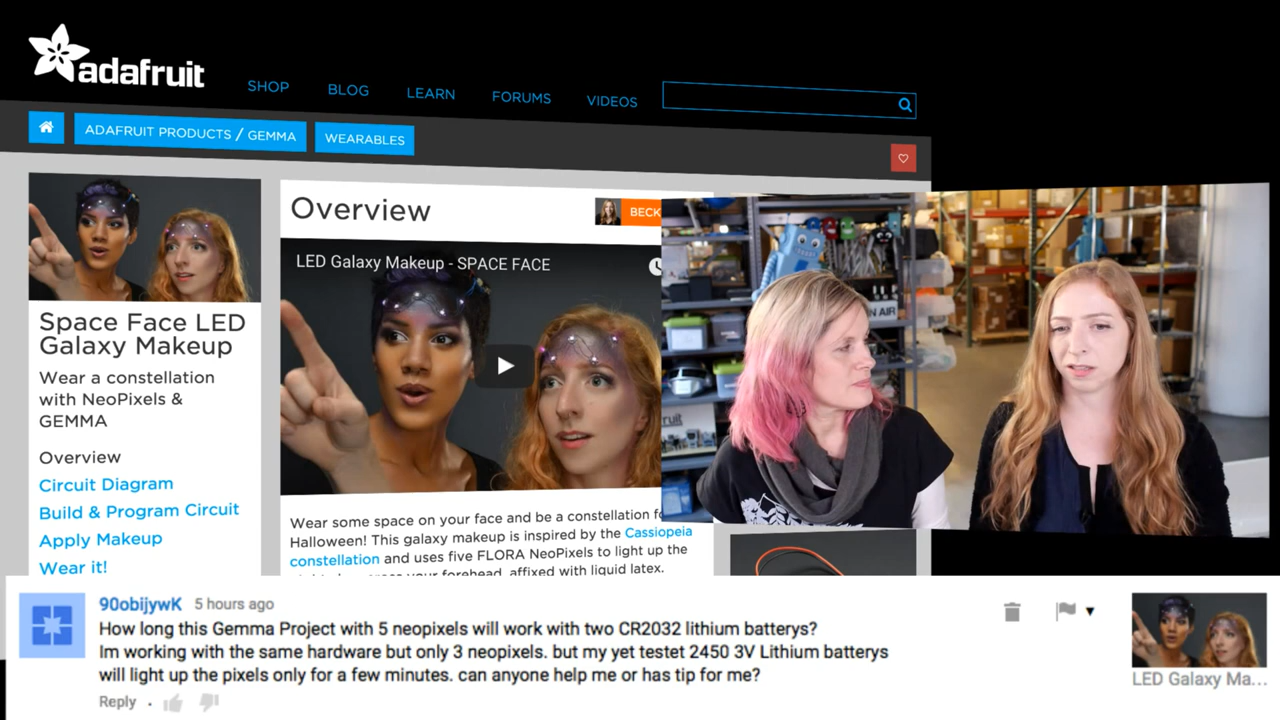 adafruit
SHOP BLOG LEARN FORUMS VIDEOS
ADAFRUIT PRODUCTS / GEMMA WEARABLES
Overview
BECK
LED Galaxy Makeup - SPACE FACE
ON AIR
Space Face LED
Galaxy Makeup
Wear a constellation
with NeoPixels &
GEMMA
Overview
Circuit Diagram
Build & Program Circuit
Apply Makeup
Wear it!
Wear some space on your face and be a constellation fo
Halloween! This galaxy makeup is inspired by the Cassiopeia
constellation and uses five FLORA NeoPixels to light up the
your forehead, affixed with liquid latex.
90obijywK 5 hours ago
How long this Gemma Project with 5 neopixels will work with two CR2032 lithium batterys?
Im working with the same hardware but only 3 neopixels. but my yet testet 2450 3V Lithium batterys
will light up the pixels only for a few minutes. can anyone help me or has tip for me?
Reply
LED Galaxy Ma...